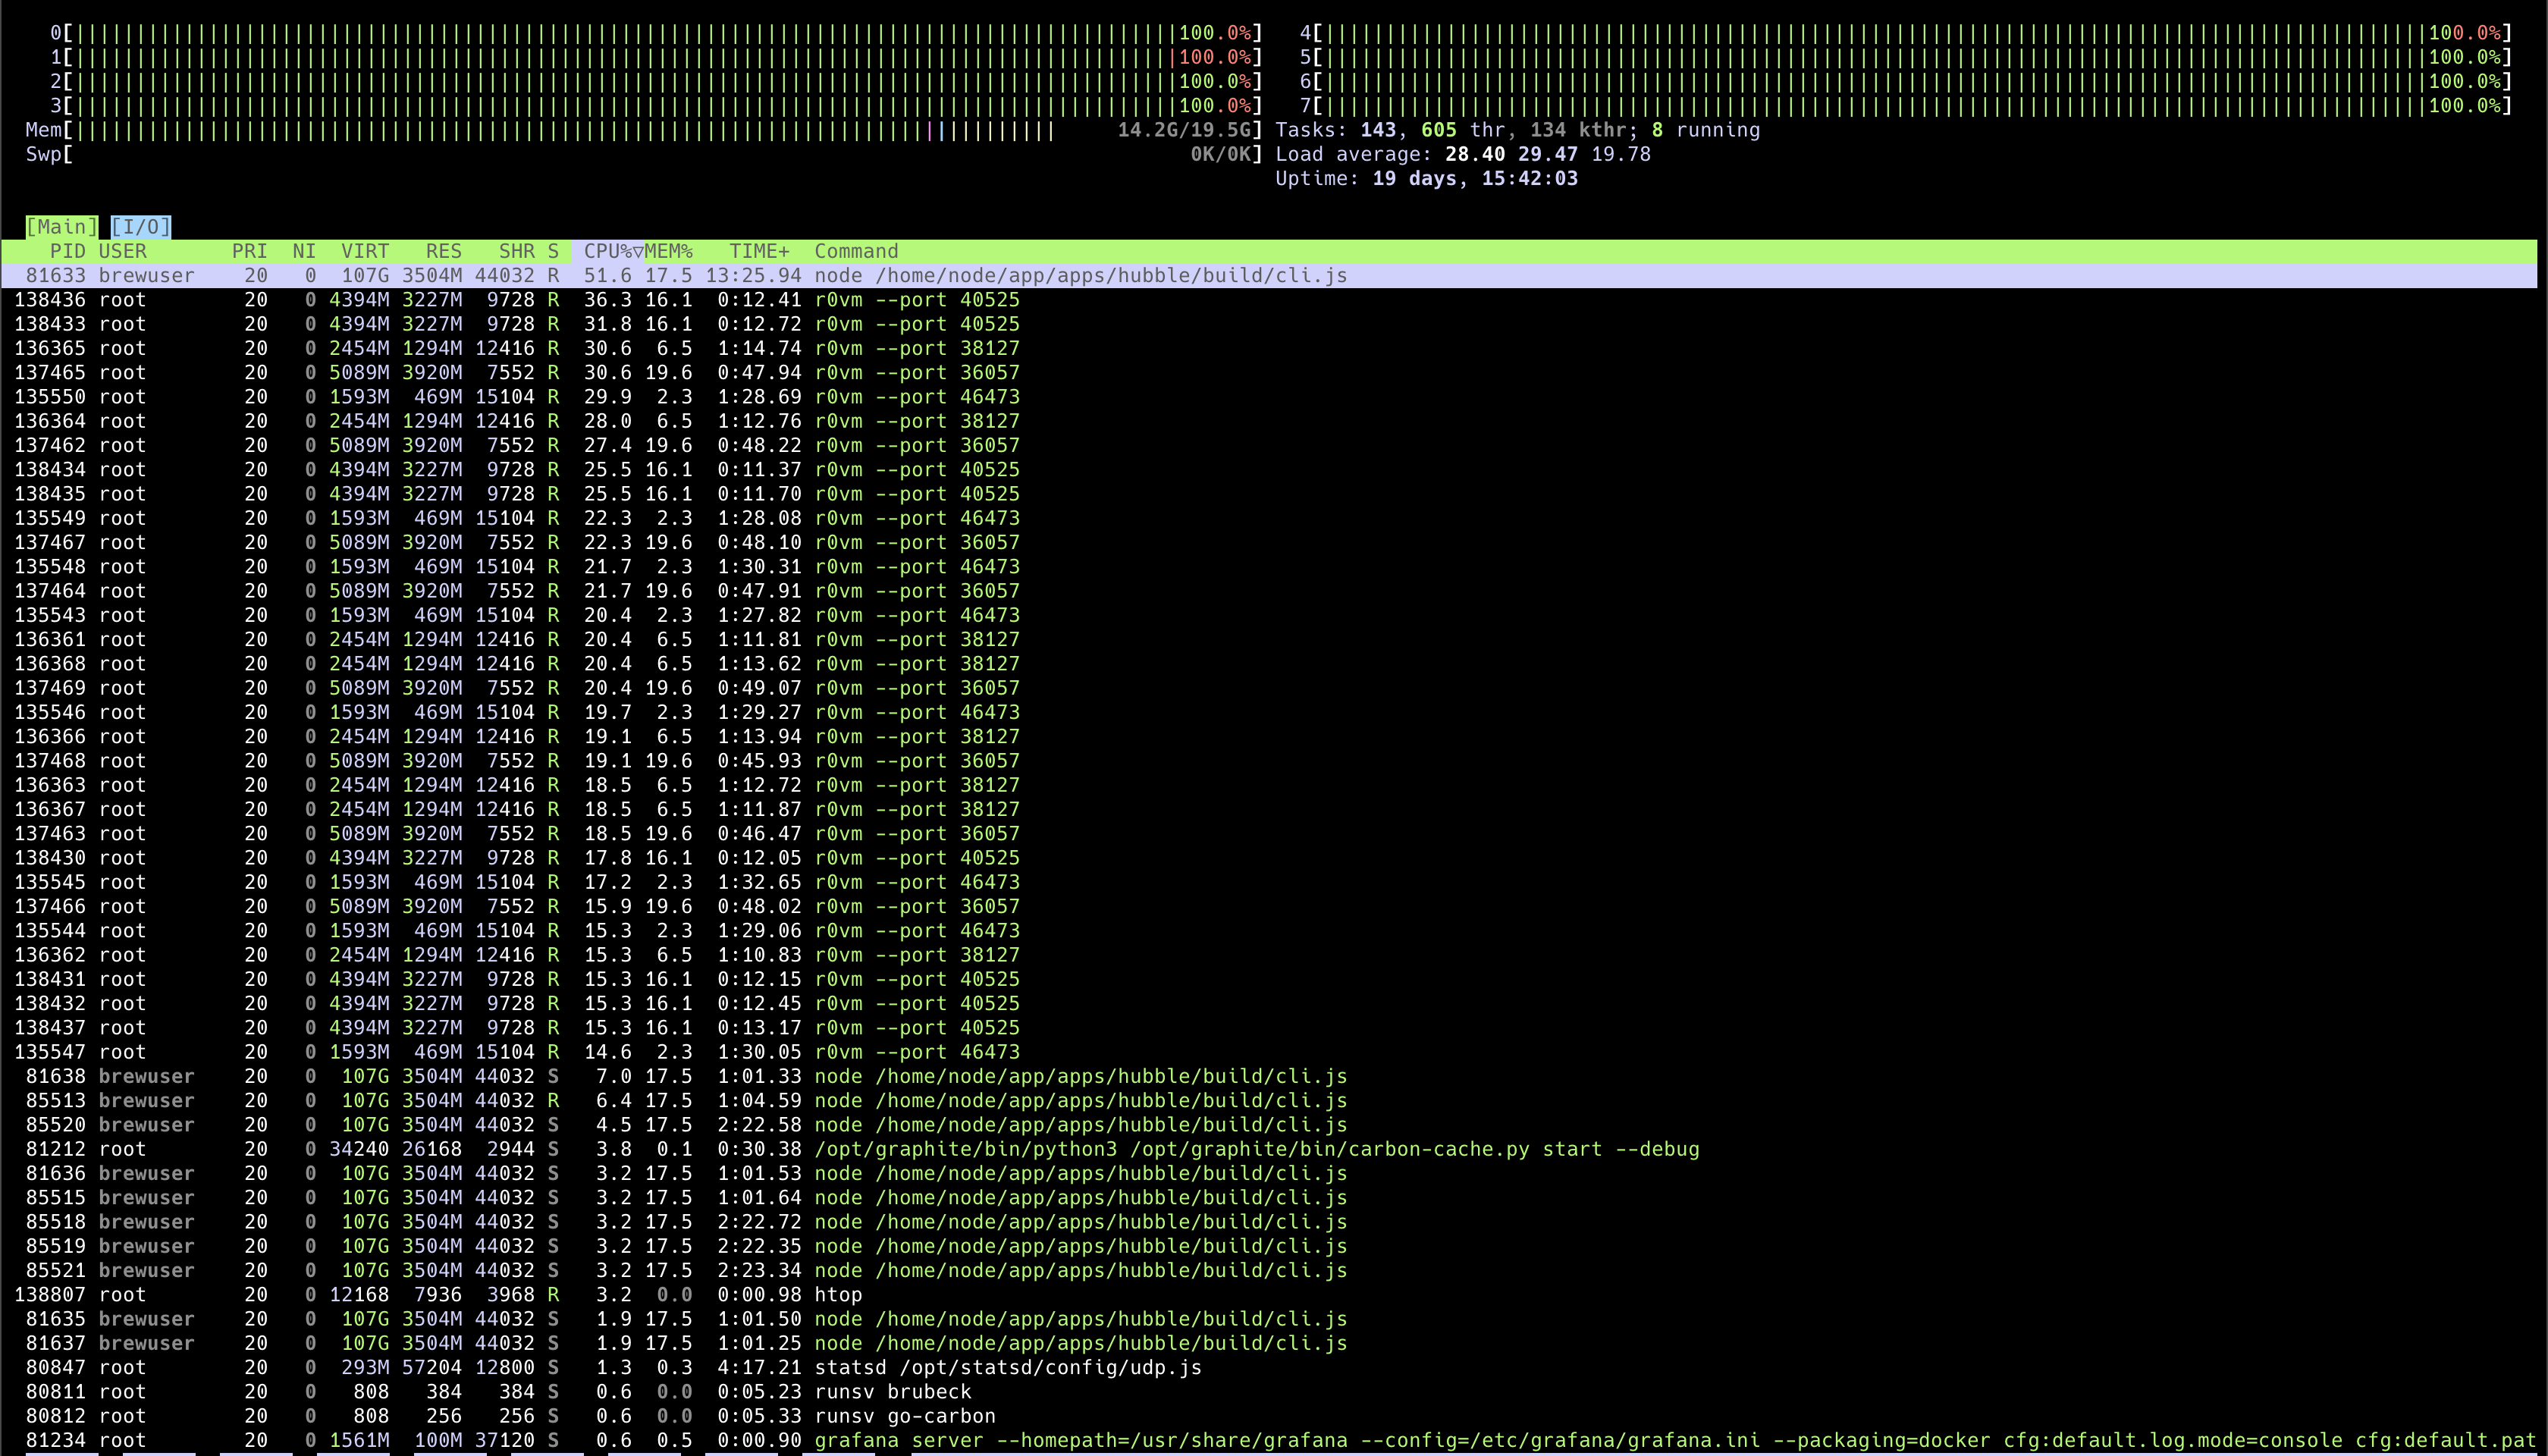 0[||||||||||||||||||||||||||||||||||||||||||||||||||||||||||||||||||||||||||||||||||||||||||100.0%] 4[||||||||||||||||||||||||||||||||||||||||||||||||||||||||||||||||||||||||||||||||||||||||||100.0%]
1[||||||||||||||||||||||||||||||||||||||||||||||||||||||||||||||||||||||||||||||||||||||||||100.0%] 5[||||||||||||||||||||||||||||||||||||||||||||||||||||||||||||||||||||||||||||||||||||||||||100.0%]
2[||||||||||||||||||||||||||||||||||||||||||||||||||||||||||||||||||||||||||||||||||||||||||100.0%] 6[||||||||||||||||||||||||||||||||||||||||||||||||||||||||||||||||||||||||||||||||||||||||||100.0%]
3[||||||||||||||||||||||||||||||||||||||||||||||||||||||||||||||||||||||||||||||||||||||||||100.0%] 7[||||||||||||||||||||||||||||||||||||||||||||||||||||||||||||||||||||||||||||||||||||||||||100.0%]
Mem[||||||||||||||||||||||||||||||||||||||||||||||||||||||||||||||||||||||||||||||||| 14.2G/19.5G] Tasks: 143, 605 thr, 134 kthr; 8 running
Swp[ 0K/0K] Load average: 28.40 29.47 19.78
Uptime: 19 days, 15:42:03
[Main] [I/O]
PID USER PRI NI VIRT RES SHR S CPU%▽MEM% TIME+ Command
81633 brewuser 20 0 107G 3504M 44032 R 51.6 17.5 13:25.94 node /home/node/app/apps/hubble/build/cli.js
138436 root 20 0 4394M 3227M 9728 R 36.3 16.1 0:12.41 r0vm --port 40525
138433 root 20 0 4394M 3227M 9728 R 31.8 16.1 0:12.72 r0vm --port 40525
136365 root 20 0 2454M 1294M 12416 R 30.6 6.5 1:14.74 r0vm --port 38127
137465 root 20 0 5089M 3920M 7552 R 30.6 19.6 0:47.94 r0vm --port 36057
135550 root 20 0 1593M 469M 15104 R 29.9 2.3 1:28.69 r0vm --port 46473
136364 root 20 0 2454M 1294M 12416 R 28.0 6.5 1:12.76 r0vm --port 38127
137462 root 20 0 5089M 3920M 7552 R 27.4 19.6 0:48.22 r0vm --port 36057
138434 root 20 0 4394M 3227M 9728 R 25.5 16.1 0:11.37 r0vm --port 40525
138435 root 20 0 4394M 3227M 9728 R 25.5 16.1 0:11.70 r0vm --port 40525
135549 root 20 0 1593M 469M 15104 R 22.3 2.3 1:28.08 r0vm --port 46473
137467 root 20 0 5089M 3920M 7552 R 22.3 19.6 0:48.10 r0vm --port 36057
135548 root 20 0 1593M 469M 15104 R 21.7 2.3 1:30.31 r0vm --port 46473
137464 root 20 0 5089M 3920M 7552 R 21.7 19.6 0:47.91 r0vm --port 36057
135543 root 20 0 1593M 469M 15104 R 20.4 2.3 1:27.82 r0vm --port 46473
136361 root 20 0 2454M 1294M 12416 R 20.4 6.5 1:11.81 r0vm --port 38127
136368 root 20 0 2454M 1294M 12416 R 20.4 6.5 1:13.62 r0vm --port 38127
137469 root 20 0 5089M 3920M 7552 R 20.4 19.6 0:49.07 r0vm --port 36057
135546 root 20 0 1593M 469M 15104 R 19.7 2.3 1:29.27 r0vm --port 46473
136366 root 20 0 2454M 1294M 12416 R 19.1 6.5 1:13.94 r0vm --port 38127
137468 root 20 0 5089M 3920M 7552 R 19.1 19.6 0:45.93 r0vm --port 36057
136363 root 20 0 2454M 1294M 12416 R 18.5 6.5 1:12.72 r0vm --port 38127
136367 root 20 0 2454M 1294M 12416 R 18.5 6.5 1:11.87 r0vm --port 38127
137463 root 20 0 5089M 3920M 7552 R 18.5 19.6 0:46.47 r0vm --port 36057
138430 root 20 0 4394M 3227M 9728 R 17.8 16.1 0:12.05 r0vm --port 40525
135545 root 20 0 1593M 469M 15104 R 17.2 2.3 1:32.65 r0vm --port 46473
137466 root 20 0 5089M 3920M 7552 R 15.9 19.6 0:48.02 r0vm --port 36057
135544 root 20 0 1593M 469M 15104 R 15.3 2.3 1:29.06 r0vm --port 46473
136362 root 20 0 2454M 1294M 12416 R 15.3 6.5 1:10.83 r0vm --port 38127
138431 root 20 0 4394M 3227M 9728 R 15.3 16.1 0:12.15 r0vm --port 40525
138432 root 20 0 4394M 3227M 9728 R 15.3 16.1 0:12.45 r0vm --port 40525
138437 root 20 0 4394M 3227M 9728 R 15.3 16.1 0:13.17 r0vm --port 40525
135547 root 20 0 1593M 469M 15104 R 14.6 2.3 1:30.05 r0vm --port 46473
81638 brewuser 20 0 107G 3504M 44032 S 7.0 17.5 1:01.33 node /home/node/app/apps/hubble/build/cli.js
85513 brewuser 20 0 107G 3504M 44032 R 6.4 17.5 1:04.59 node /home/node/app/apps/hubble/build/cli.js
85520 brewuser 20 0 107G 3504M 44032 S 4.5 17.5 2:22.58 node /home/node/app/apps/hubble/build/cli.js
81212 root 20 0 34240 26168 2944 S 3.8 0.1 0:30.38 /opt/graphite/bin/python3 /opt/graphite/bin/carbon-cache.py start --debug
81636 brewuser 20 0 107G 3504M 44032 S 3.2 17.5 1:01.53 node /home/node/app/apps/hubble/build/cli.js
85515 brewuser 20 0 107G 3504M 44032 S 3.2 17.5 1:01.64 node /home/node/app/apps/hubble/build/cli.js
85518 brewuser 20 0 107G 3504M 44032 S 3.2 17.5 2:22.72 node /home/node/app/apps/hubble/build/cli.js
85519 brewuser 20 0 107G 3504M 44032 S 3.2 17.5 2:22.35 node /home/node/app/apps/hubble/build/cli.js
85521 brewuser 20 0 107G 3504M 44032 S 3.2 17.5 2:23.34 node /home/node/app/apps/hubble/build/cli.js
138807 root 20 0 12168 7936 3968 R 3.2 0.0 0:00.98 htop
81635 brewuser 20 0 107G 3504M 44032 S 1.9 17.5 1:01.50 node /home/node/app/apps/hubble/build/cli.js
81637 brewuser 20 0 107G 3504M 44032 S 1.9 17.5 1:01.25 node /home/node/app/apps/hubble/build/cli.js
80847 root 20 0 293M 57204 12800 S 1.3 0.3 4:17.21 statsd /opt/statsd/config/udp.js
80811 root 20 0 808 384 384 S 0.6 0.0 0:05.23 runsv brubeck
80812 root 20 0 808 256 256 S 0.6 0.0 0:05.33 runsv go-carbon
81234 root 20 0 1561M 100M 37120 S 0.6 0.5 0:00.90 grafana server --homepath=/usr/share/grafana --config=/etc/grafana/grafana.ini --packaging=docker cfg:default.log.mode=console cfg:default.pat